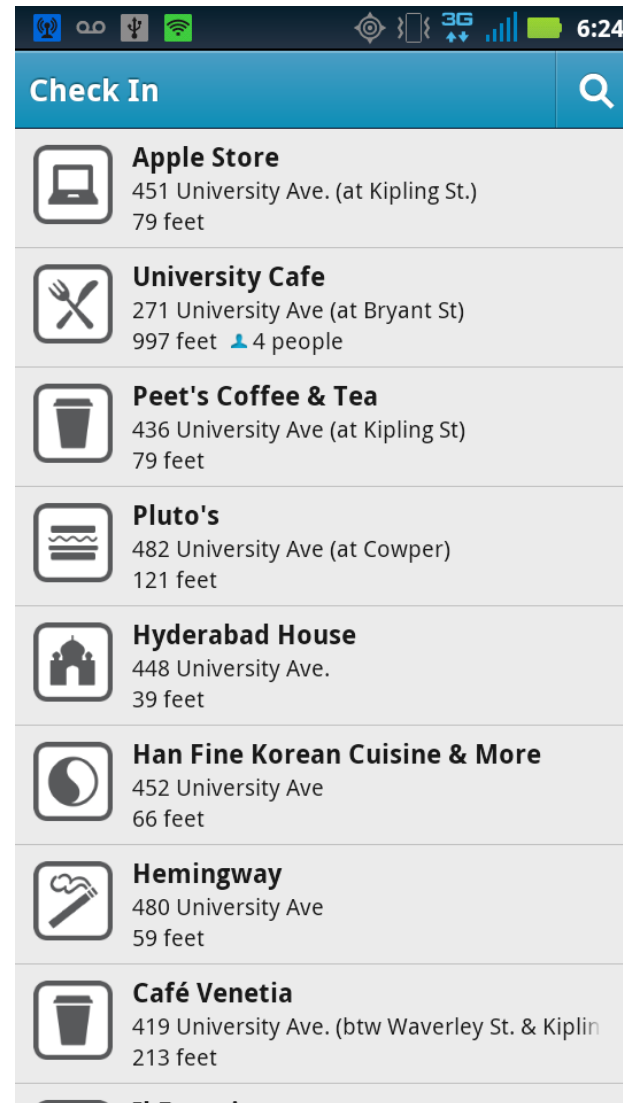 3G
6:24
Check In
Apple Store
451 University Ave. (at Kipling St.)
79 feet
University Cafe
271 University Ave (at Bryant St)
997 feet 4 people
Peet's Coffee & Tea
436 University Ave (at Kipling St)
79 feet
Pluto's
482 University Ave (at Cowper)
121 feet
Hyderabad House
448 University Ave.
39 feet
Han Fine Korean Cuisine & More
452 University Ave
66 feet
Hemingway
480 University Ave
59 feet
Café Venetia
419 University Ave. (btw Waverley St. & Kiplin
213 feet